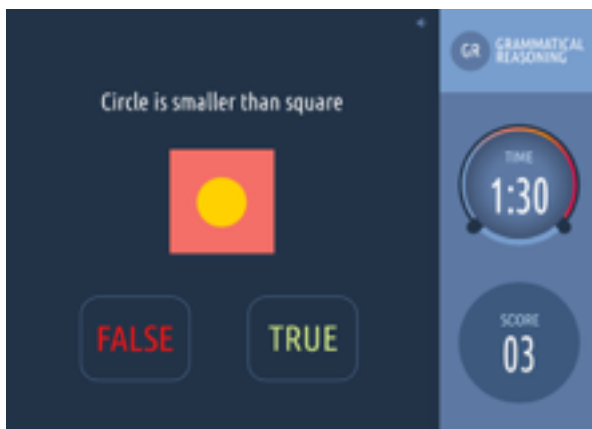 GR
GRAMMATICAL
REASONING
Circle is smaller than square
TIME
1:30
FALSE
TRUE
SCORE
03